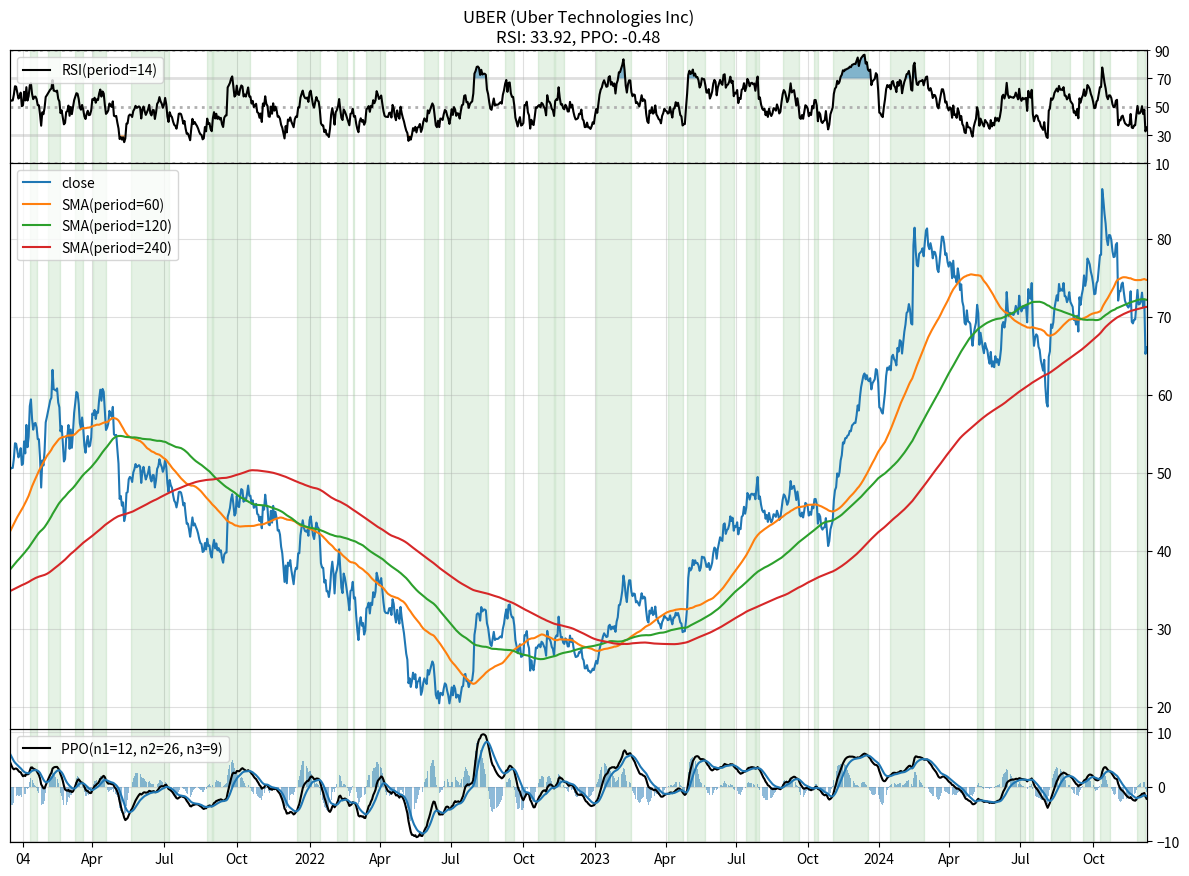 UBER (Uber Technologies Inc)
RSI: 33.92, PPO: -0.48
RSI(period=14)
90
70
50
30
10
close
SMA(period=60)
SMA(period=120)
SMA(period=240)
80
70
60
50
40
30
20
PPO(n1=12, n2=26, n3=9)
10
0
−10
04 Apr Jul Oct 2022 Apr Jul Oct 2023 Apr Jul Oct 2024 Apr Jul Oct